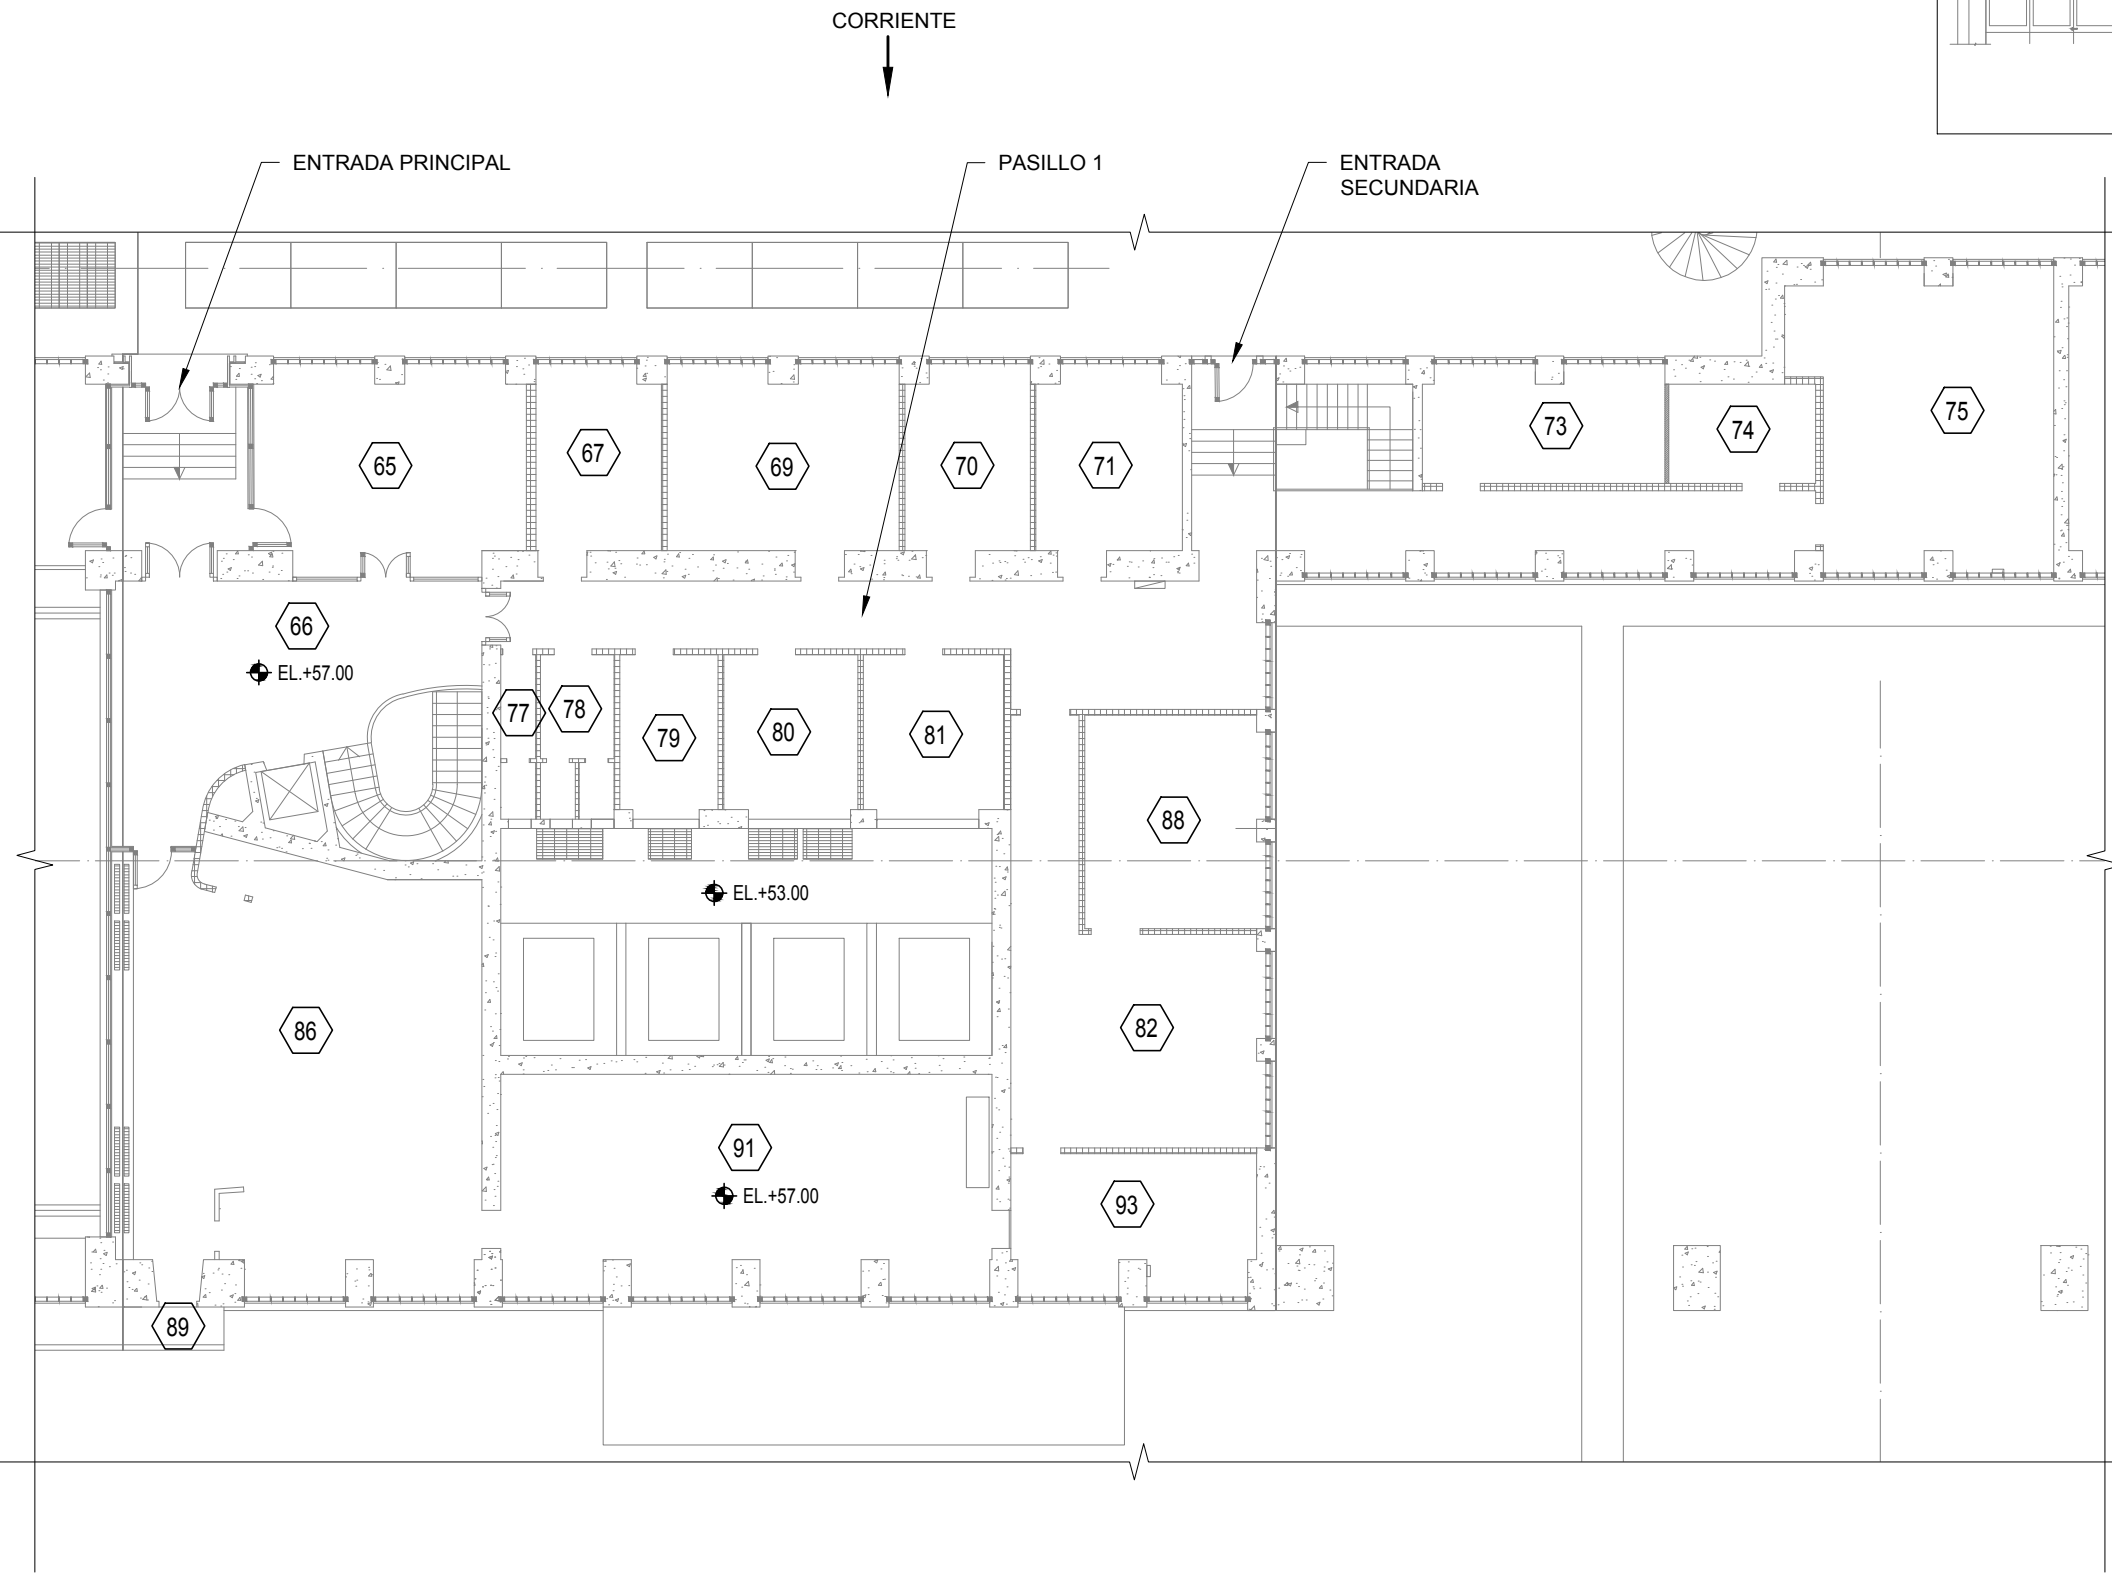 CORRIENTE
ENTRADA PRINCIPAL
PASILLO 1
ENTRADA
SECUNDARIA
65
67
69
70
71
73
74
75
66
EL.+57.00
77
78
79
80
81
88
EL.+53.00
86
82
91
EL.+57.00
93
89